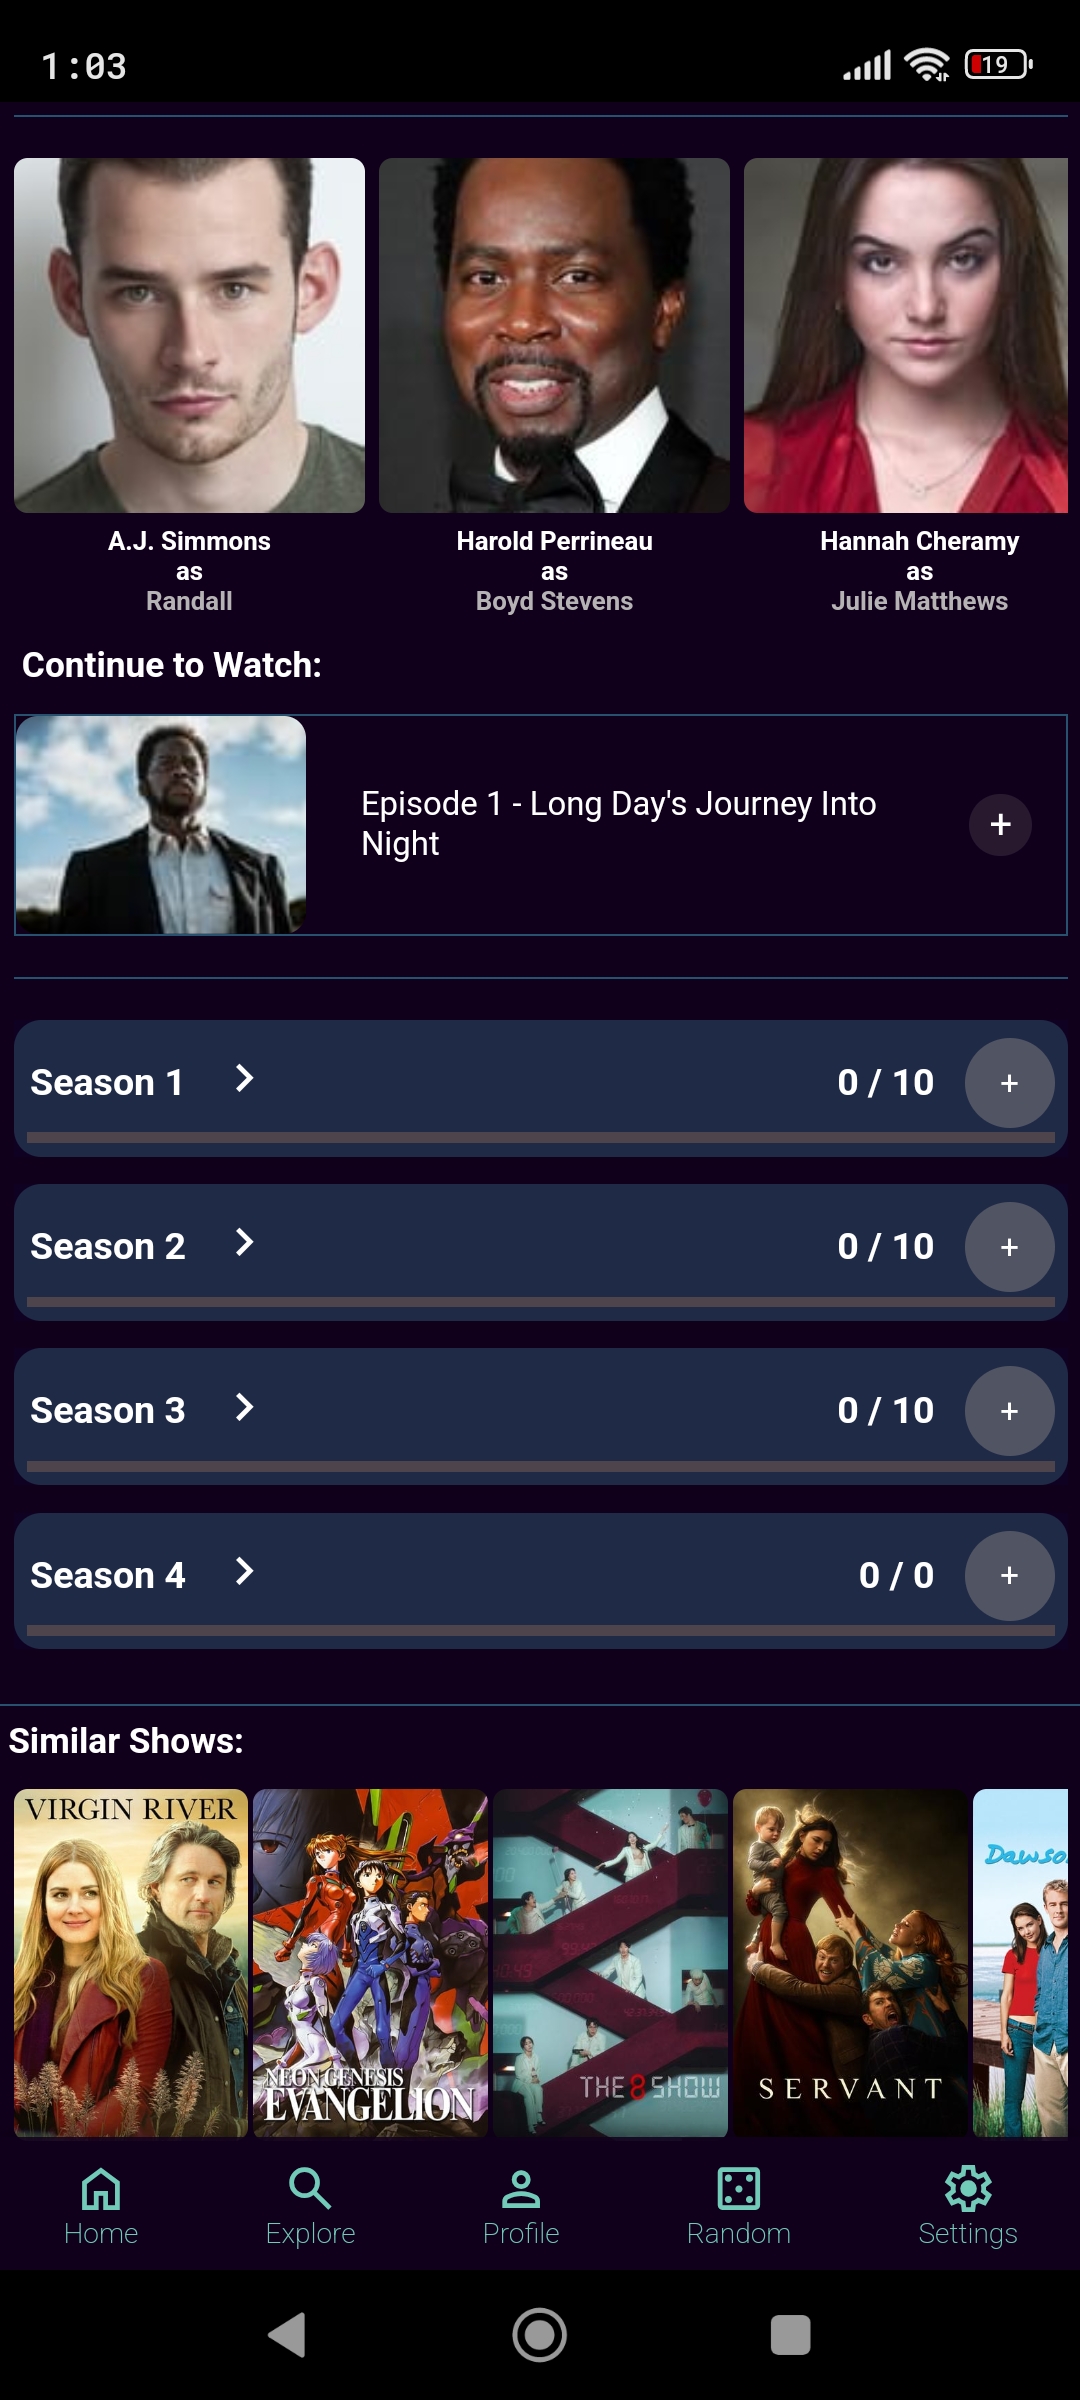 1:03
19
A.J. Simmons
as
Randall
Harold Perrineau
as
Boyd Stevens
Hannah Cheramy
as
Julie Matthews
Continue to Watch:
Episode 1 - Long Day's Journey Into
Night
+
Season 1
0 / 10
+
Season 2
0 / 10
+
Season 3
0 / 10
+
Season 4
0 / 0
+
Similar Shows:
VIRGIN RIVER
NEON GENESIS
EVANGELION
THE 8 SHOW
SERVANT
Home
Explore
Profile
Random
Settings